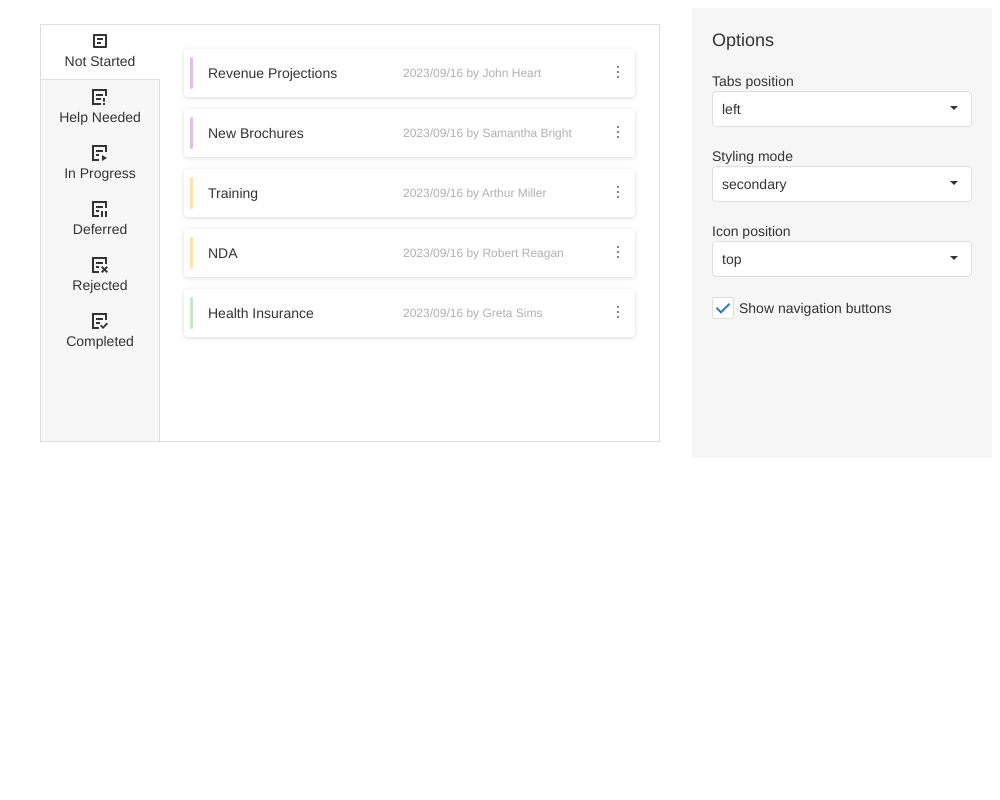 Not Started
Help Needed
In Progress
Deferred
Rejected
Completed
Revenue Projections 2023/09/16 by John Heart
New Brochures 2023/09/16 by Samantha Bright
Training 2023/09/16 by Arthur Miller
NDA 2023/09/16 by Robert Reagan
Health Insurance 2023/09/16 by Greta Sims
Options
Tabs position
left
Styling mode
secondary
Icon position
top
Show navigation buttons